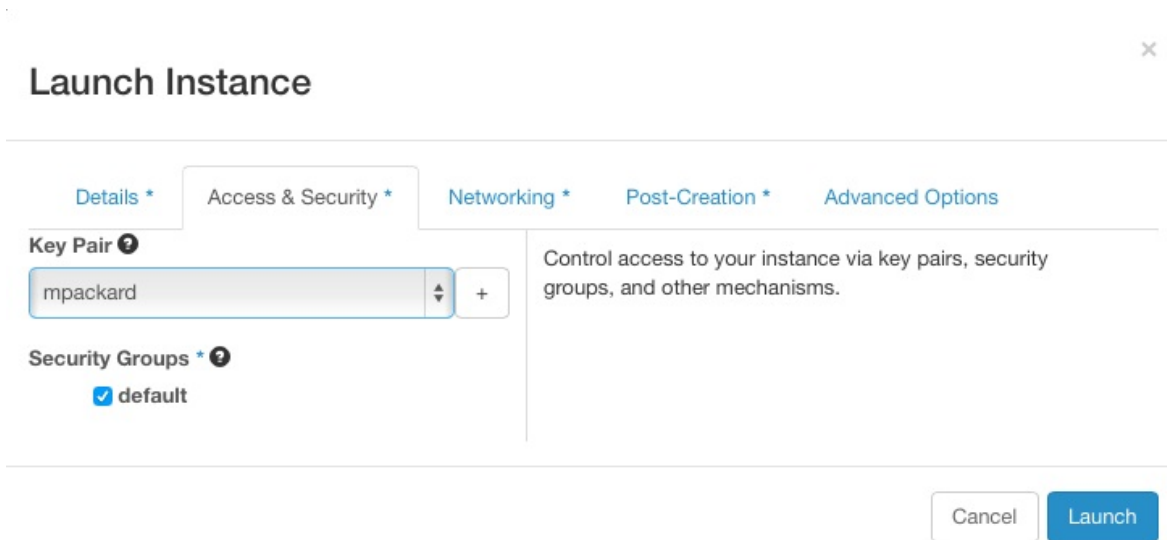 ×
Launch Instance
Details * Access & Security * Networking * Post-Creation * Advanced Options
Key Pair ?
mpackard +
Control access to your instance via key pairs, security
groups, and other mechanisms.
Security Groups * ?
default
Cancel Launch